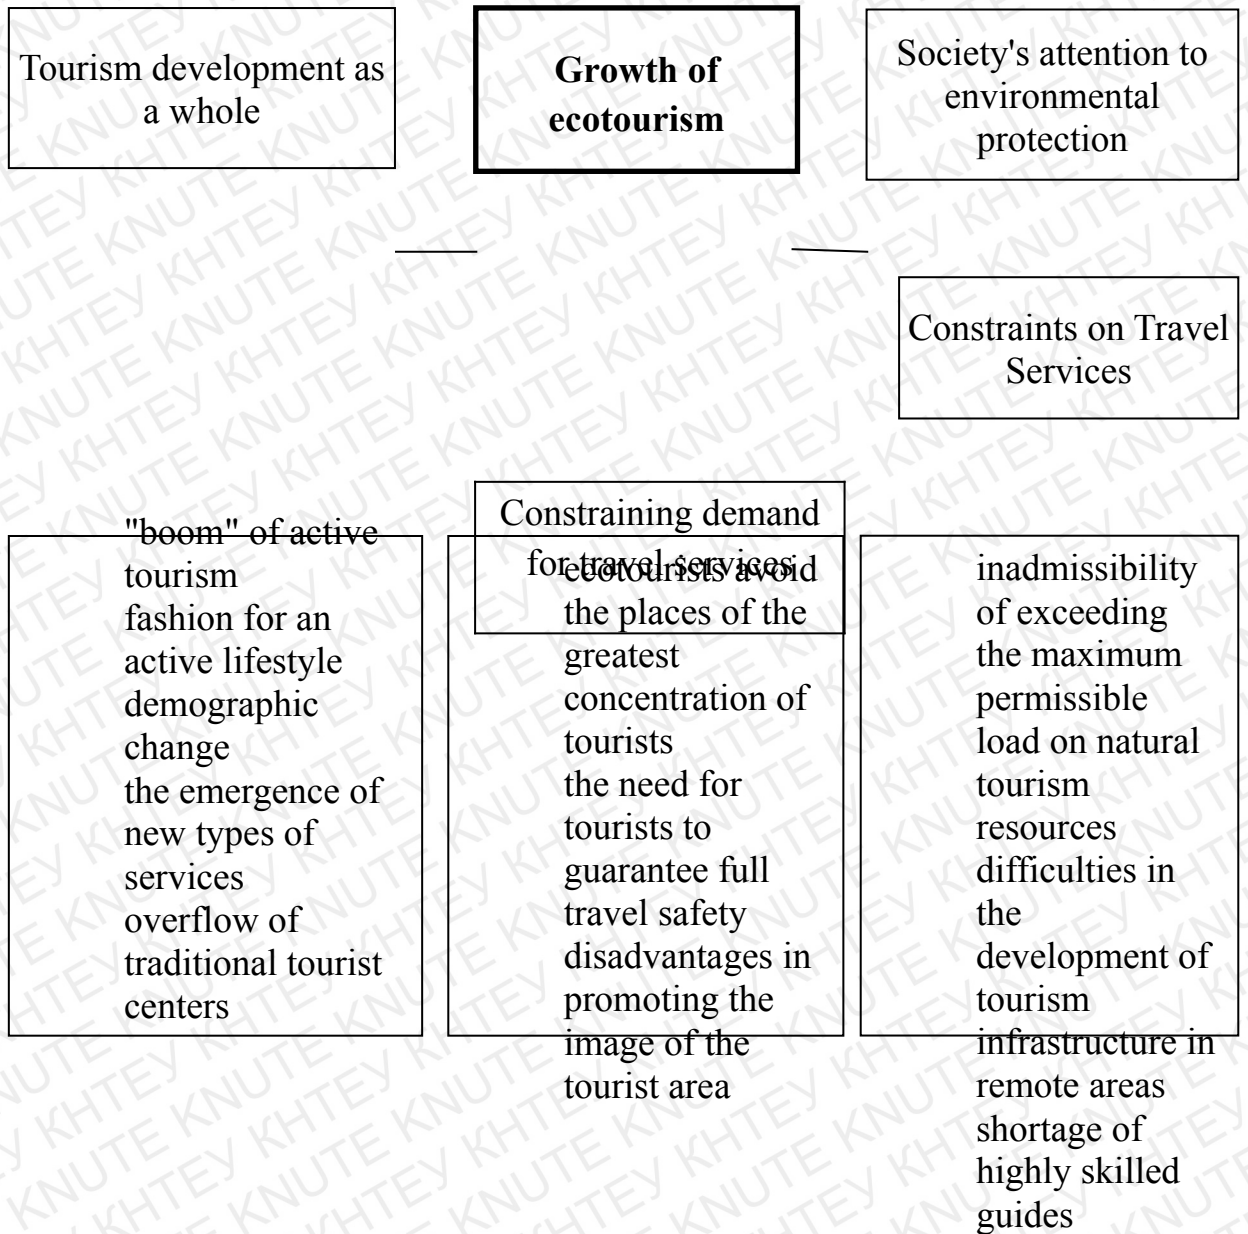 Tourism development as
a whole
Growth of
ecotourism
Society's attention to
environmental
protection
Constraints on Travel
Services
"boom" of active
tourism
fashion for an
active lifestyle
demographic
change
the emergence of
new types of
services
overflow of
traditional tourist
centers
Constraining demand
for travel services
ecotourists avoid
the places of the
greatest
concentration of
tourists
the need for
tourists to
guarantee full
travel safety
disadvantages in
promoting the
image of the
tourist area
inadmissibility
of exceeding
the maximum
permissible
load on natural
tourism
resources
difficulties in
the
development of
tourism
infrastructure in
remote areas
shortage of
highly skilled
guides